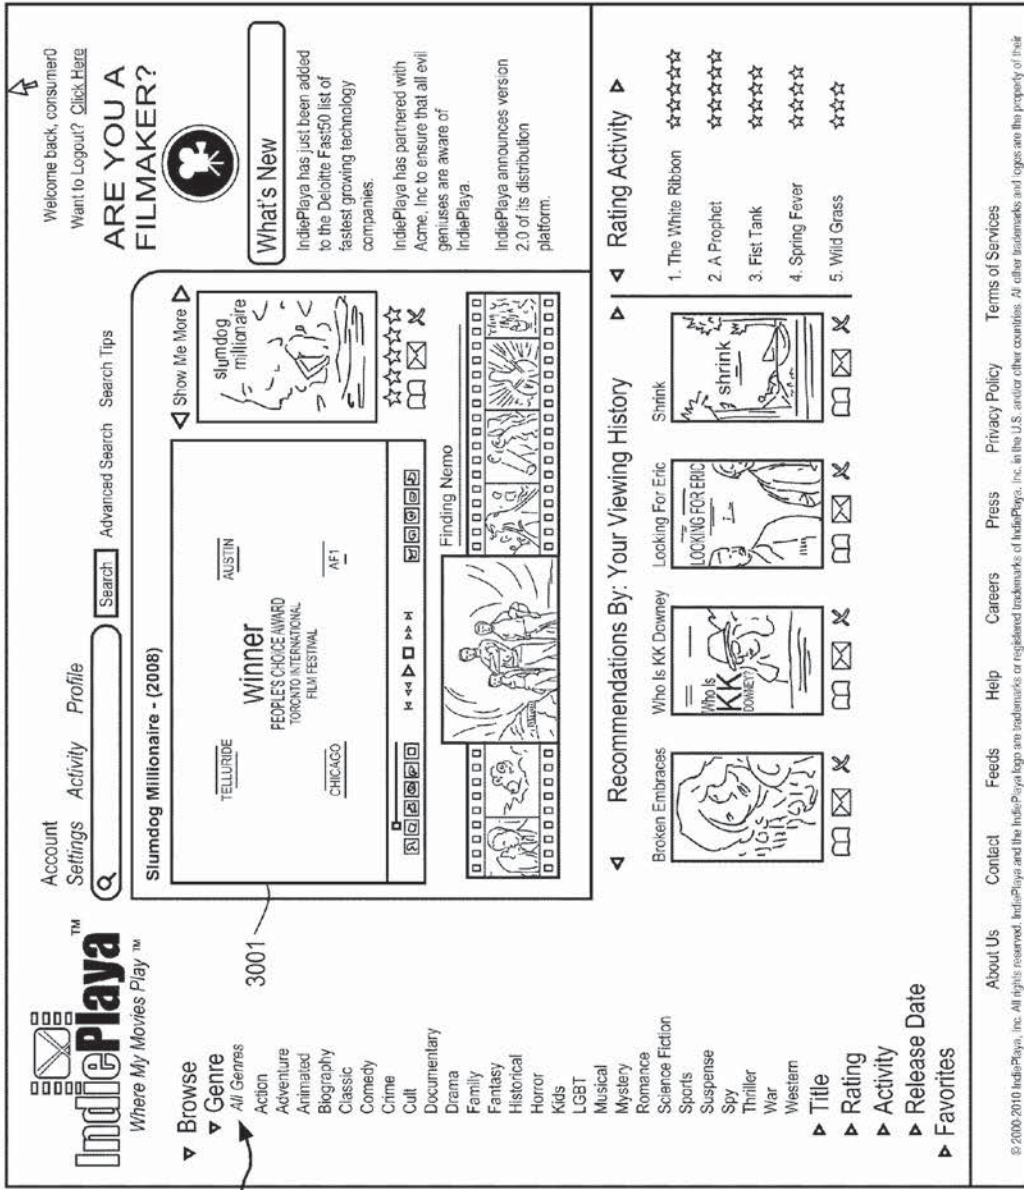 IndiePlaya™
Where My Movies Play ™
Account
Settings Activity Profile
Search Advanced Search Search Tips
Welcome back, consumer0
Want to Logout? Click Here
ARE YOU A
FILMAKER?
Browse
Genre
All Genres
Action
Adventure
Animated
Biography
Classic
Comedy
Crime
Cult
Documentary
Drama
Family
Fantasy
Historical
Horror
Kids
LGBT
Musical
Mystery
Romance
Science Fiction
Sports
Suspense
Spy
Thriller
War
Western
Title
Rating
Activity
Release Date
Favorites
3001
Slumdog Millionaire - (2008)
TELLURIDE
AUSTIN
Winner
PEOPLE'S CHOICE AWARD
TORONTO INTERNATIONAL
FILM FESTIVAL
CHICAGO
AF1
Show Me More
slumdog
millionaire
Finding Nemo
What's New
IndiePlaya has just been added
to the Deloitte Fast50 list of
fastest growing technology
companies.
IndiePlaya has partnered with
Acme, Inc to ensure that all evil
geniuses are aware of
IndiePlaya.
IndiePlaya announces version
2.0 of its distribution
platform.
Recommendations By: Your Viewing History
Broken Embraces
Who Is KK Downey
Who Is
KK
DOWNEY?
Looking For Eric
LOOKING FOR ERIC
Shrink
shrink
Rating Activity
1. The White Ribbon
2. A Prophet
3. Fist Tank
4. Spring Fever
5. Wild Grass
About Us Contact Feeds Help Careers Press Privacy Policy Terms of Services
© 2000-2010 IndiePlaya, Inc. All rights reserved. IndiePlaya and the IndiePlaya logo are trademarks or registered trademarks of IndiePlaya, Inc. in the U.S. and/or other countries. All other trademarks and logos are the property of their